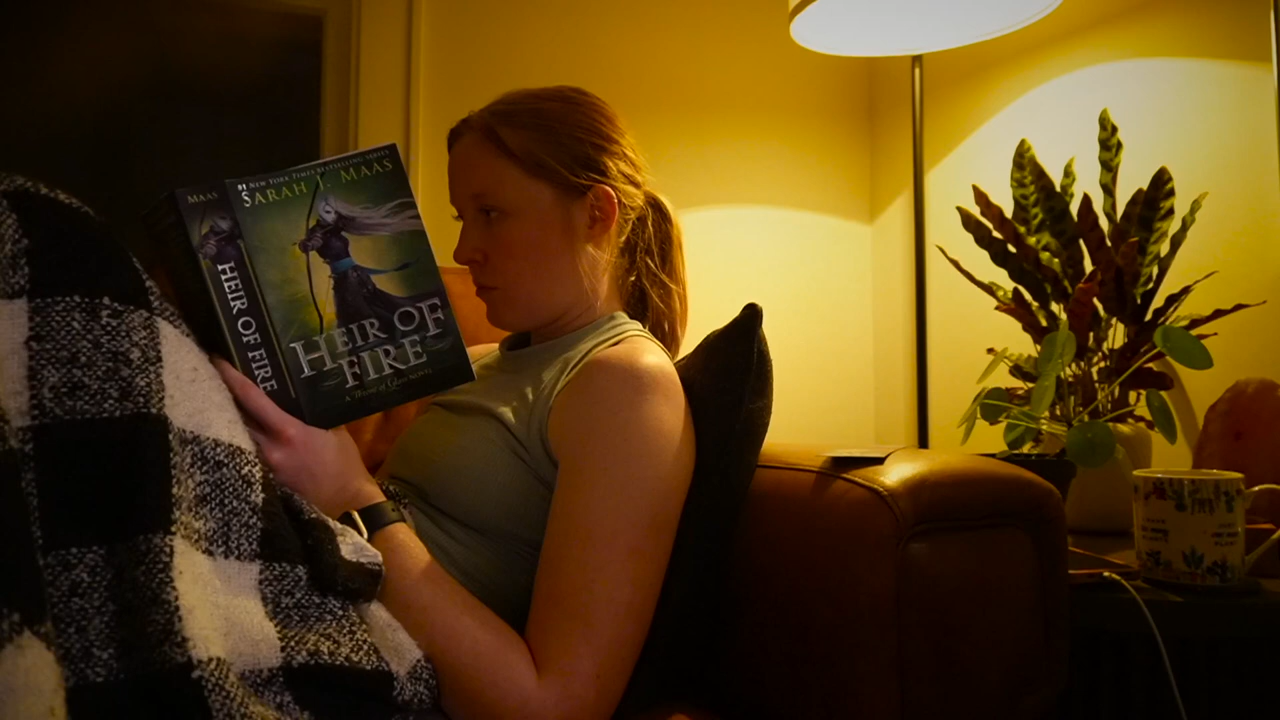 MAAS
HEIR OF FIRE
#1 NEW YORK TIMES BESTSELLING SERIES
SARAH J. MAAS
HEIR OF
FIRE
A Throne of Glass NOVEL